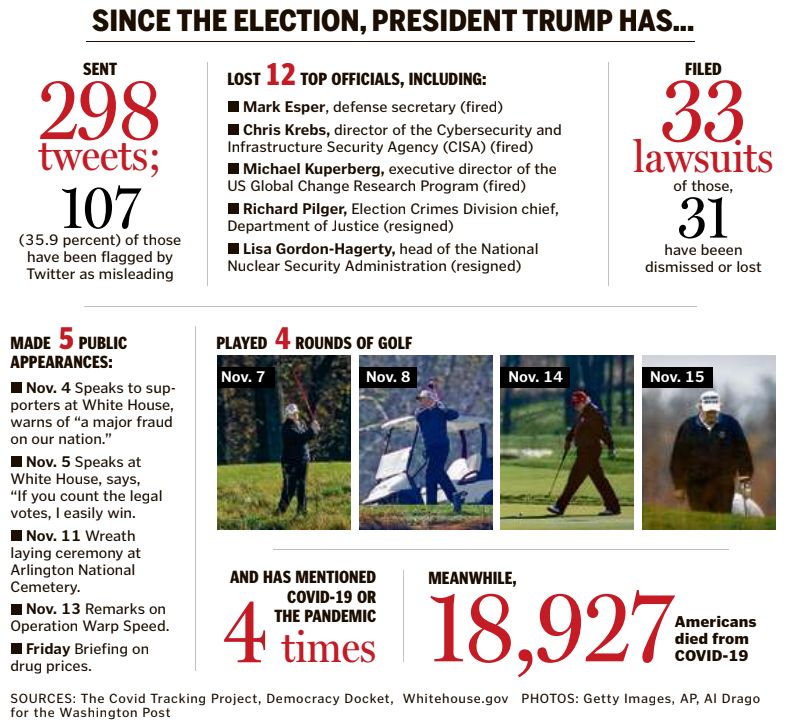 SINCE THE ELECTION, PRESIDENT TRUMP HAS...
SENT
298
tweets;
107
(35.9 percent) of those
have been flagged by
Twitter as misleading
LOST 12 TOP OFFICIALS, INCLUDING:
■ Mark Esper, defense secretary (fired)
■ Chris Krebs, director of the Cybersecurity and
Infrastructure Security Agency (CISA) (fired)
■ Michael Kuperberg, executive director of the
US Global Change Research Program (fired)
■ Richard Pilger, Election Crimes Division chief,
Department of Justice (resigned)
■ Lisa Gordon-Hagerty, head of the National
Nuclear Security Administration (resigned)
FILED
33
lawsuits
of those,
31
have beeen
dismissed or lost
MADE 5 PUBLIC
APPEARANCES:
■ Nov. 4 Speaks to sup-
porters at White House,
warns of “a major fraud
on our nation.”
■ Nov. 5 Speaks at
White House, says,
“If you count the legal
votes, I easily win.
■ Nov. 11 Wreath
laying ceremony at
Arlington National
Cemetery.
■ Nov. 13 Remarks on
Operation Warp Speed.
■ Friday Briefing on
drug prices.
PLAYED 4 ROUNDS OF GOLF
Nov. 7
Nov. 8
Nov. 14
Nov. 15
AND HAS MENTIONED
COVID-19 OR
THE PANDEMIC
4 times
MEANWHILE,
18,927
Americans
died from
COVID-19
SOURCES: The Covid Tracking Project, Democracy Docket, Whitehouse.gov PHOTOS: Getty Images, AP, Al Drago
for the Washington Post